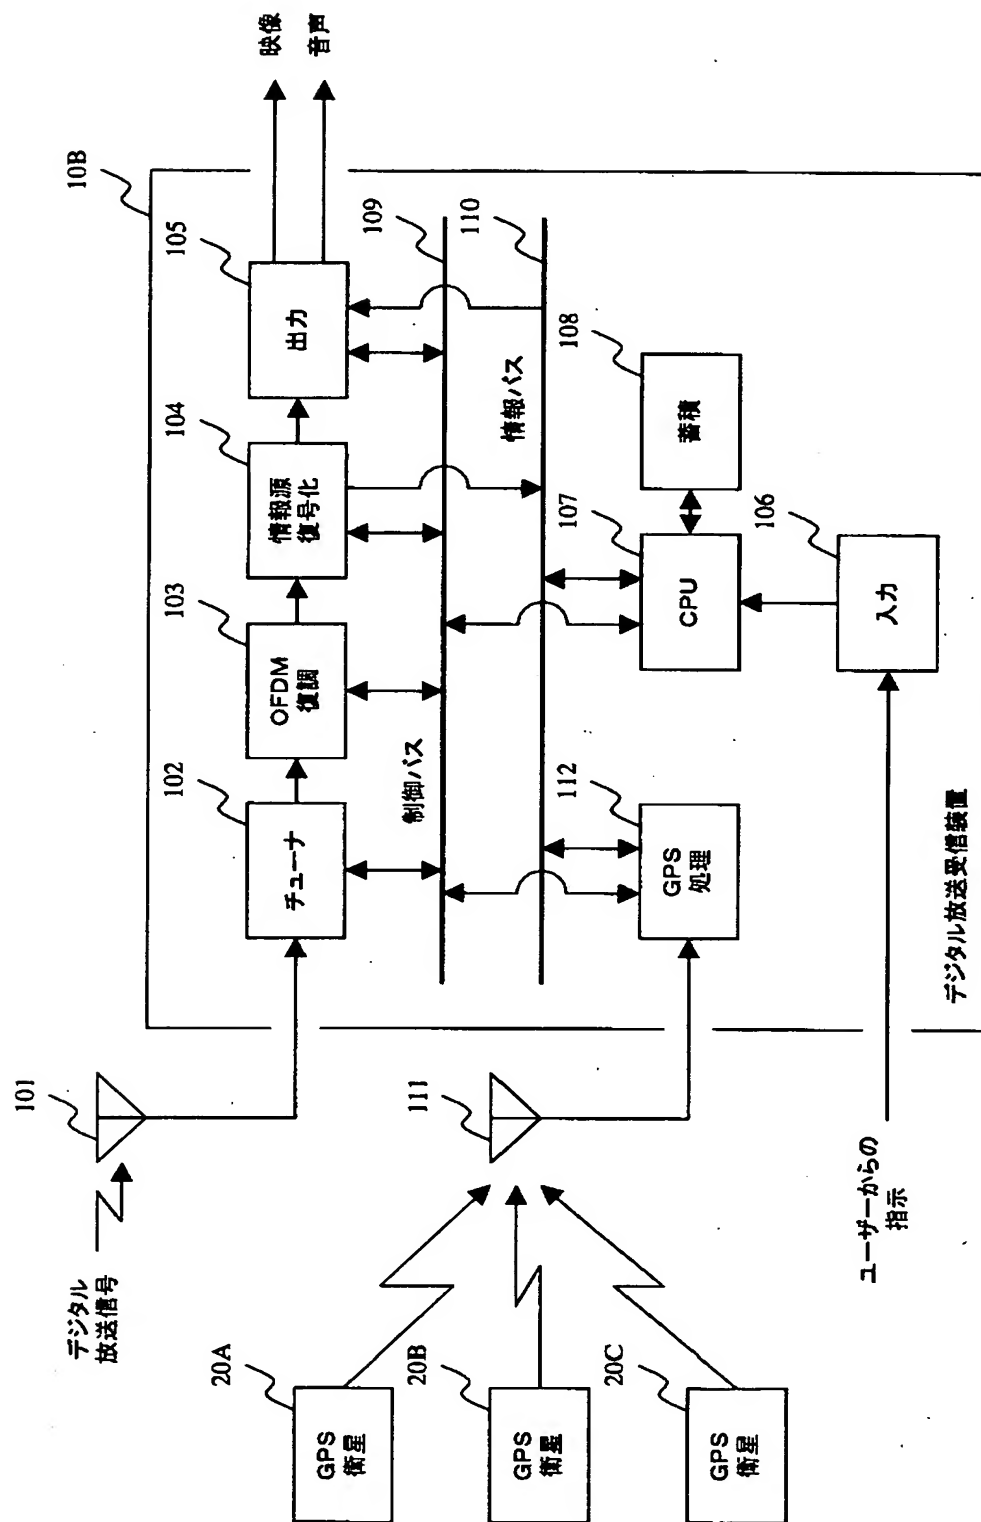 デジタル
放送信号
101
102
チューナ
103
OFDM
復調
104
情報源
復号化
105
出力
10B
映像
音声
制御バス
109
情報バス
110
20A
GPS
衛星
20B
GPS
衛星
20C
GPS
衛星
111
112
GPS
処理
107
CPU
108
蓄積
106
入力
ユーザーからの
指示
デジタル放送受信装置